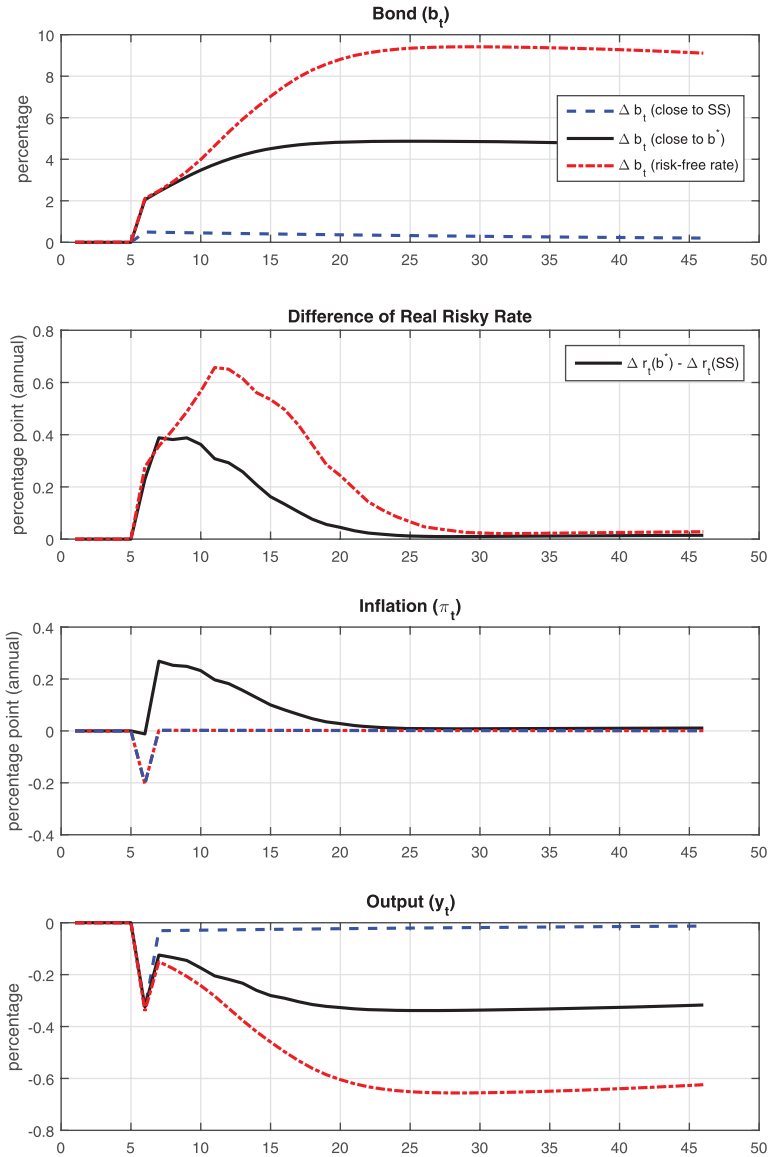 Bond (b_t)
percentage
10
8
6
4
2
0
Δ b_t (close to SS)
Δ b_t (close to b*)
Δ b_t (risk-free rate)
0 5 10 15 20 25 30 35 40 45 50
Difference of Real Risky Rate
percentage point (annual)
0.8
0.6
0.4
0.2
0
Δ r_t(b*) - Δ r_t(SS)
0 5 10 15 20 25 30 35 40 45 50
Inflation (π_t)
percentage point (annual)
0.4
0.2
0
-0.2
-0.4
0 5 10 15 20 25 30 35 40 45 50
Output (y_t)
percentage
0
-0.2
-0.4
-0.6
-0.8
0 5 10 15 20 25 30 35 40 45 50